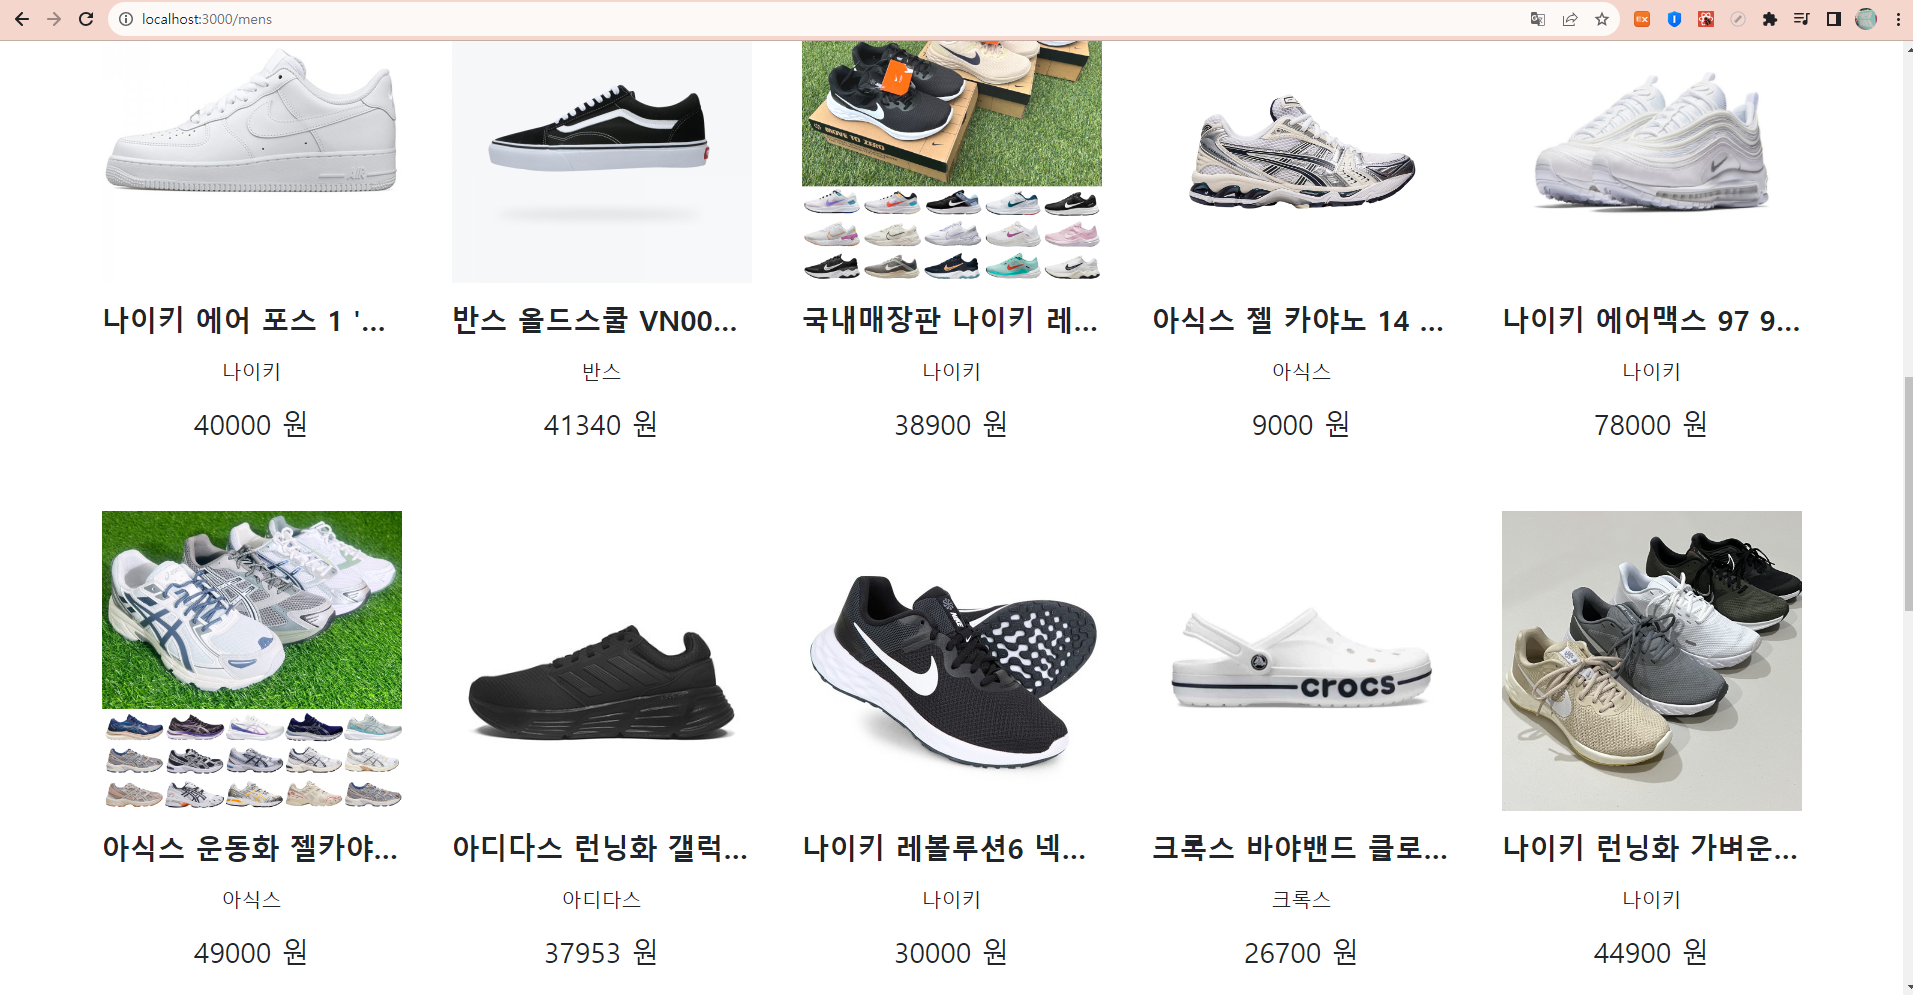 localhost:3000/mens
MOVE TO ZERO
AIR
나이키 에어 포스 1 '...
반스 올드스쿨 VN00...
국내매장판 나이키 레...
아식스 젤 카야노 14 ...
나이키 에어맥스 97 9...
나이키
반스
나이키
아식스
나이키
40000 원
41340 원
38900 원
9000 원
78000 원
crocs
아식스 운동화 젤카야...
아디다스 런닝화 갤럭...
나이키 레볼루션6 넥...
크록스 바야밴드 클로...
나이키 런닝화 가벼운...
아식스
아디다스
나이키
크록스
나이키
49000 원
37953 원
30000 원
26700 원
44900 원